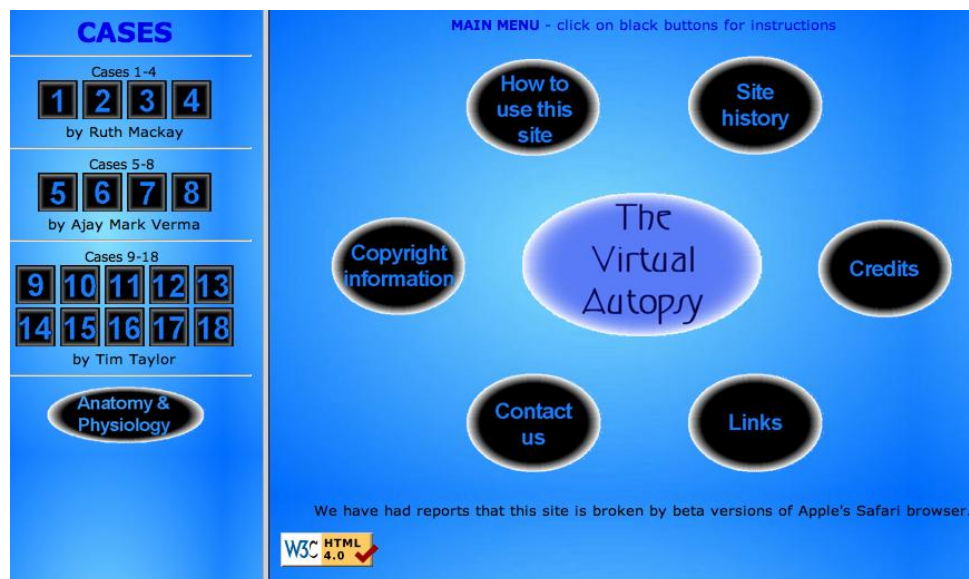 CASES
Cases 1-4
1 2 3 4
by Ruth Mackay
Cases 5-8
5 6 7 8
by Ajay Mark Verma
Cases 9-18
9 10 11 12 13
14 15 16 17 18
by Tim Taylor
Anatomy &
Physiology
MAIN MENU - click on black buttons for instructions
How to
use this
site
Site
history
Copyright
information
The
Virtual
Autopsy
Credits
Contact
us
Links
We have had reports that this site is broken by beta versions of Apple's Safari browser.
W3C HTML
4.0